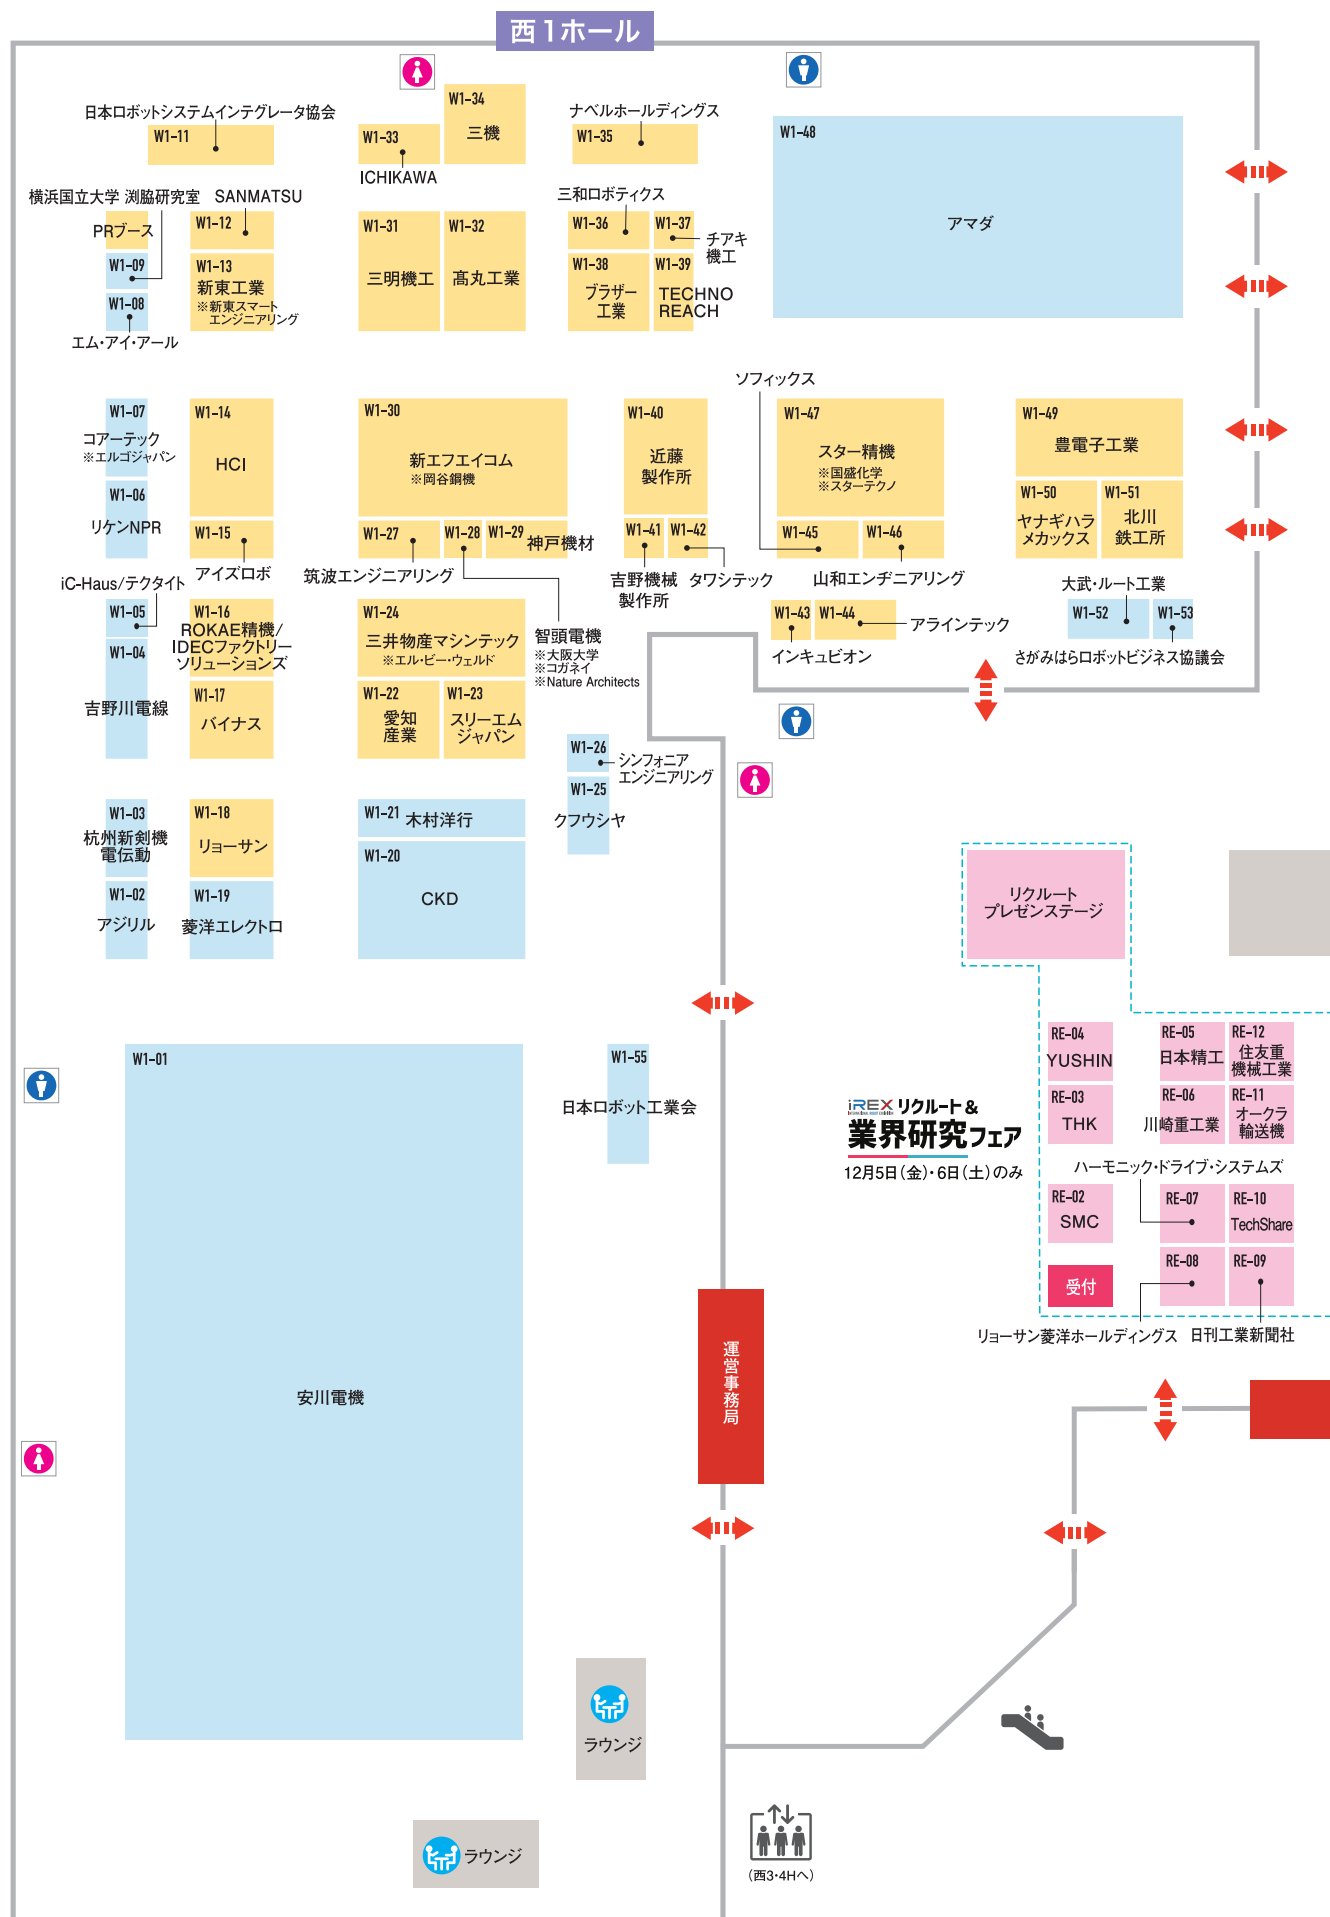 西1ホール
W1-34
三機
日本ロボットシステムインテグレータ協会
W1-11
W1-33
ICHIKAWA
ナベルホールディングス
W1-35
W1-48
アマダ
横浜国立大学 渕脇研究室
SANMATSU
PRブース
W1-12
W1-09
W1-13
新東工業
※新東スマート
エンジニアリング
W1-08
エム・アイ・アール
W1-31
三明機工
W1-32
髙丸工業
三和ロボティクス
W1-36
W1-37
チアキ
機工
W1-38
ブラザー
工業
W1-39
TECHNO
REACH
W1-07
コアーテック
※エルゴジャパン
W1-06
リケンNPR
W1-14
HCI
W1-15
アイズロボ
W1-30
新エフエイコム
※岡谷鋼機
W1-27
筑波エンジニアリング
W1-28
W1-29
神戸機材
W1-40
近藤
製作所
W1-41
吉野機械
製作所
W1-42
タワシテック
ソフィックス
W1-47
スター精機
※国盛化学
※スターテクノ
W1-45
W1-46
山和エンヂニアリング
W1-49
豊電子工業
W1-50
ヤナギハラ
メカックス
W1-51
北川
鉄工所
iC-Haus/テクタイト
W1-05
W1-04
吉野川電線
W1-16
ROKAE精機/
IDECファクトリー
ソリューションズ
W1-17
バイナス
W1-24
三井物産マシンテック
※エル・ビー・ウェルド
W1-22
愛知
産業
W1-23
スリーエム
ジャパン
智頭電機
※大阪大学
※コガネイ
※Nature Architects
W1-43
インキュビオン
W1-44
アラインテック
大武・ルート工業
W1-52
W1-53
さがみはらロボットビジネス協議会
W1-26
シンフォニア
エンジニアリング
W1-25
クフウシヤ
W1-03
杭州新剣機
電伝動
W1-02
アジリル
W1-18
リョーサン
W1-19
菱洋エレクトロ
W1-21
木村洋行
W1-20
CKD
リクルート
プレゼンステージ
W1-01
安川電機
W1-55
日本ロボット工業会
iREX リクルート&
業界研究フェア
12月5日(金)・6日(土)のみ
RE-04
YUSHIN
RE-05
日本精工
RE-12
住友重
機械工業
RE-03
THK
RE-06
川崎重工業
RE-11
オークラ
輸送機
ハーモニック・ドライブ・システムズ
RE-02
SMC
RE-07
RE-10
TechShare
受付
RE-08
RE-09
リョーサン菱洋ホールディングス
日刊工業新聞社
運営事務局
ラウンジ
ラウンジ
(西3・4Hへ)